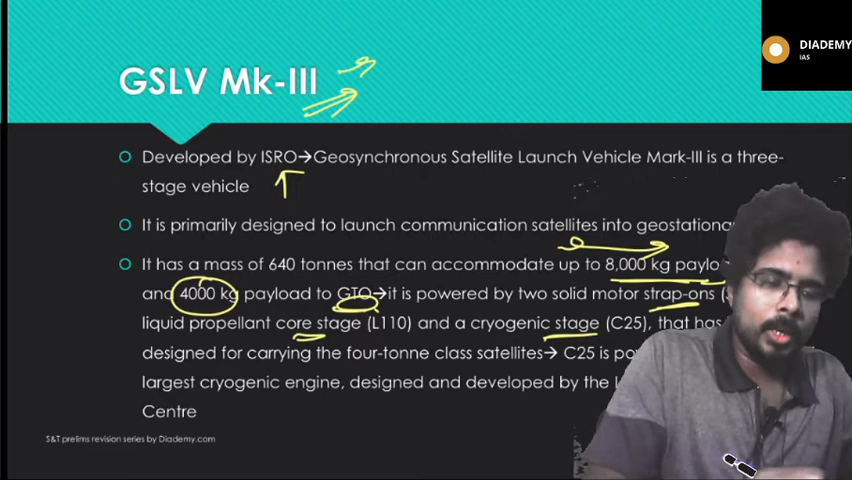 DIADEMY
IAS
GSLV Mk-III
Developed by ISRO→Geosynchronous Satellite Launch Vehicle Mark-III is a three-
stage vehicle
It is primarily designed to launch communication satellites into
It has a mass of 640 tonnes that can accommodate up to 8,000 kg
and 4000 kg payload to GTO→it is powered by two solid motor strap-ons
liquid propellant core stage (L110) and a cryogenic stage (C25), that has
designed for carrying the four-tonne class satellites→ C25 is
largest cryogenic engine, designed and developed by the
Centre
S&T prelims revision series by Diademy.com